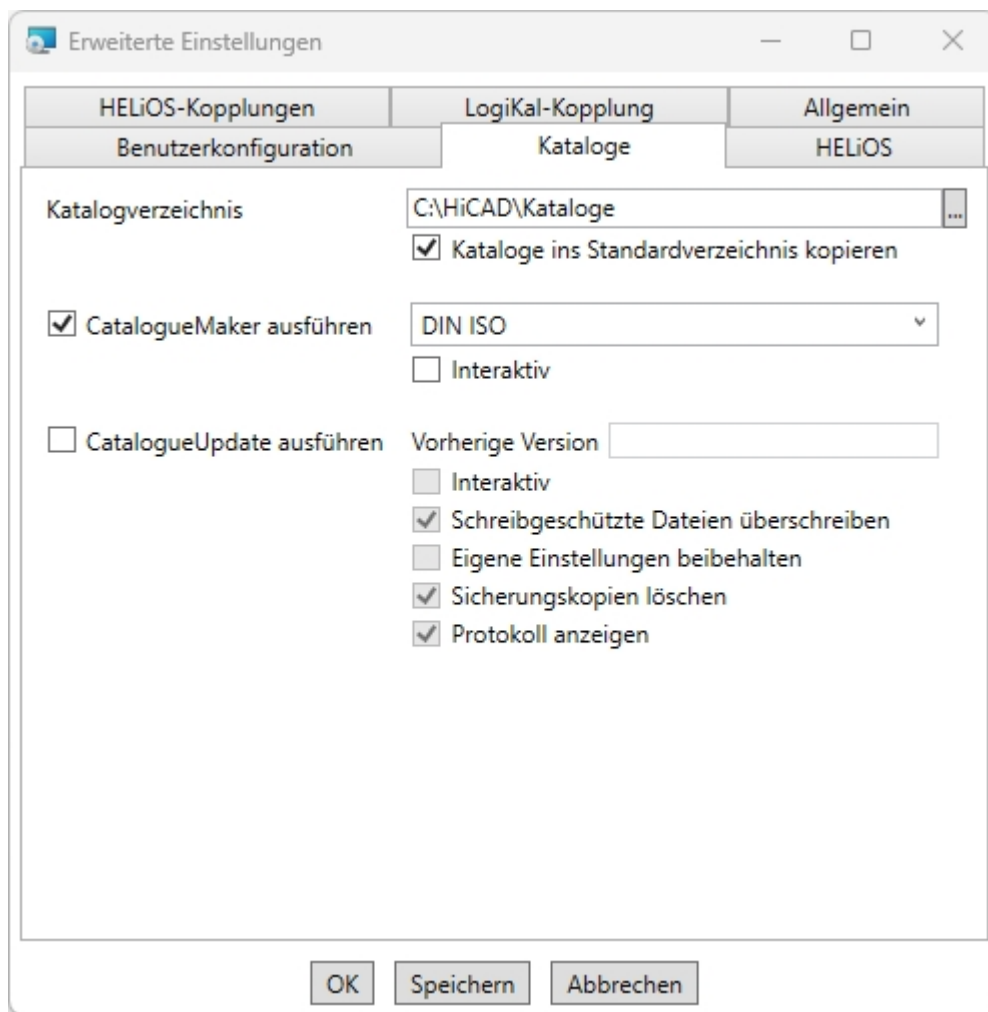 Erweiterte Einstellungen
HELiOS-Kopplungen LogiKal-Kopplung Allgemein
Benutzerkonfiguration Kataloge HELiOS
Katalogverzeichnis C:\HiCAD\Kataloge ...
Kataloge ins Standardverzeichnis kopieren
CatalogueMaker ausführen DIN ISO
Interaktiv
CatalogueUpdate ausführen Vorherige Version
Interaktiv
Schreibgeschützte Dateien überschreiben
Eigene Einstellungen beibehalten
Sicherungskopien löschen
Protokoll anzeigen
OK Speichern Abbrechen